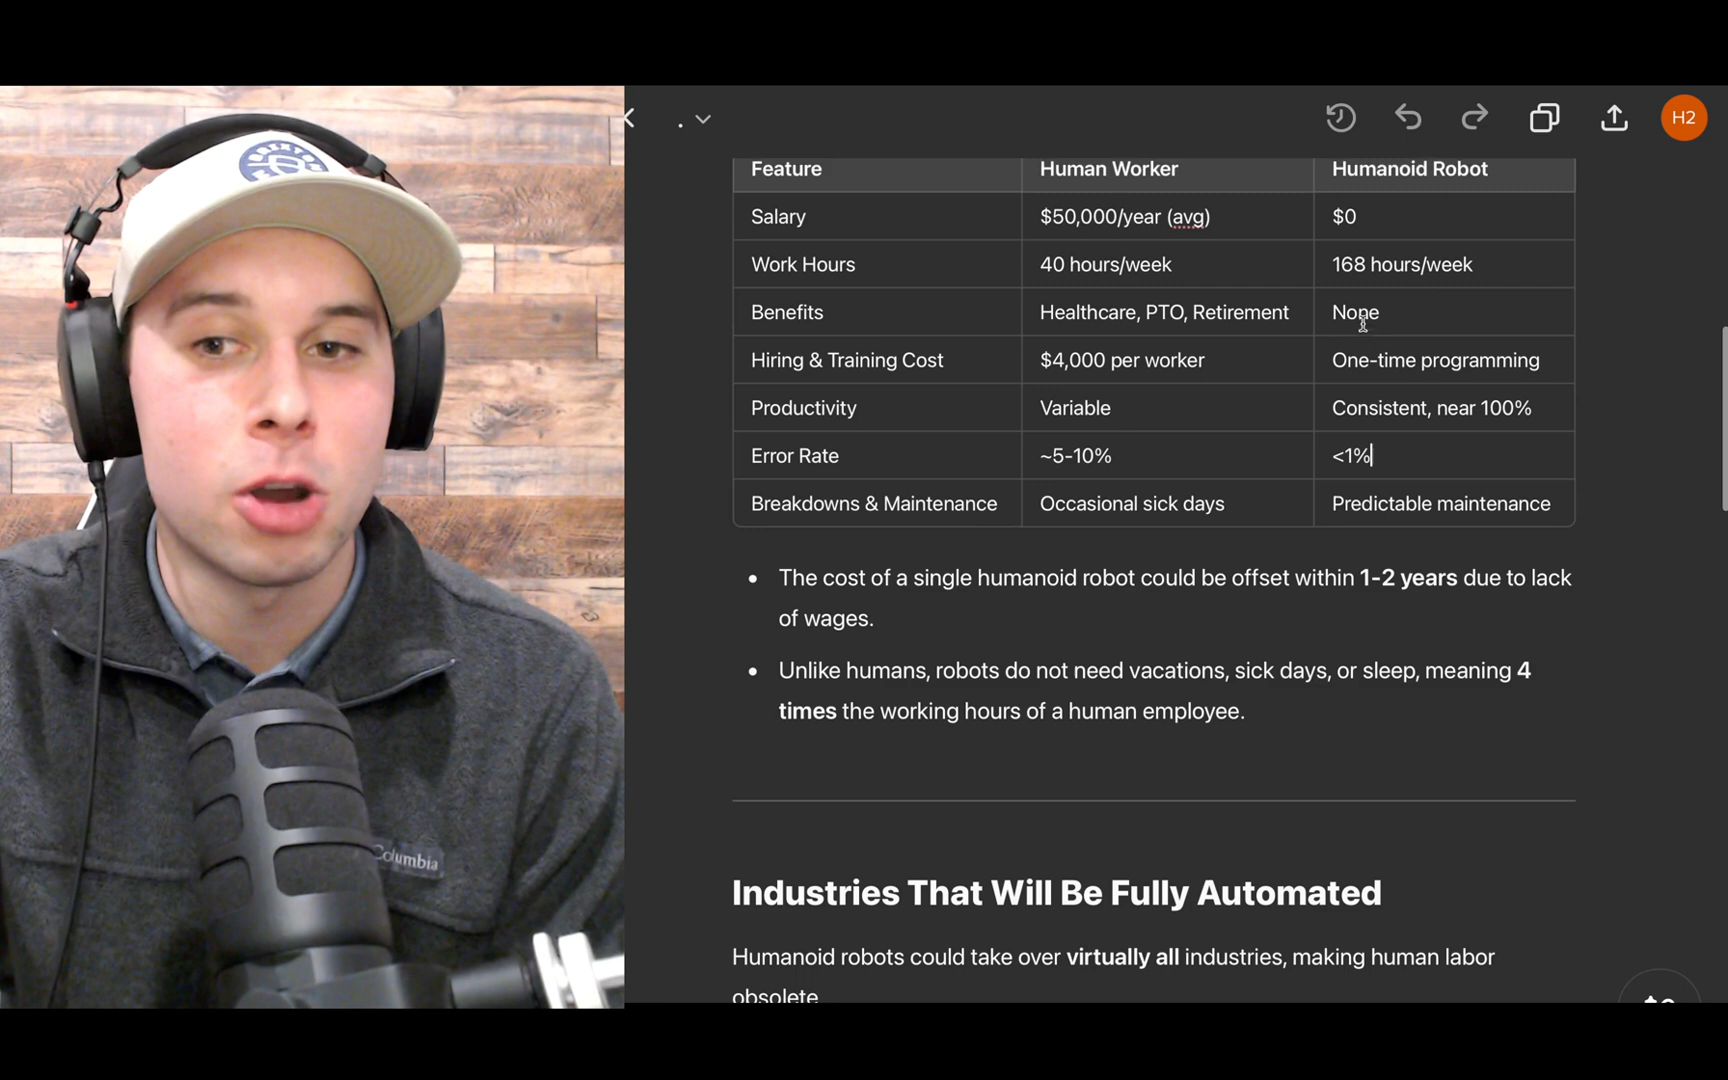 BRIXTON
Columbia
.
H2
Feature Human Worker Humanoid Robot
Salary $50,000/year (avg) $0
Work Hours 40 hours/week 168 hours/week
Benefits Healthcare, PTO, Retirement None
Hiring & Training Cost $4,000 per worker One-time programming
Productivity Variable Consistent, near 100%
Error Rate ~5-10% <1%
Breakdowns & Maintenance Occasional sick days Predictable maintenance
• The cost of a single humanoid robot could be offset within 1-2 years due to lack
of wages.
• Unlike humans, robots do not need vacations, sick days, or sleep, meaning 4
times the working hours of a human employee.
Industries That Will Be Fully Automated
Humanoid robots could take over virtually all industries, making human labor
obsolete